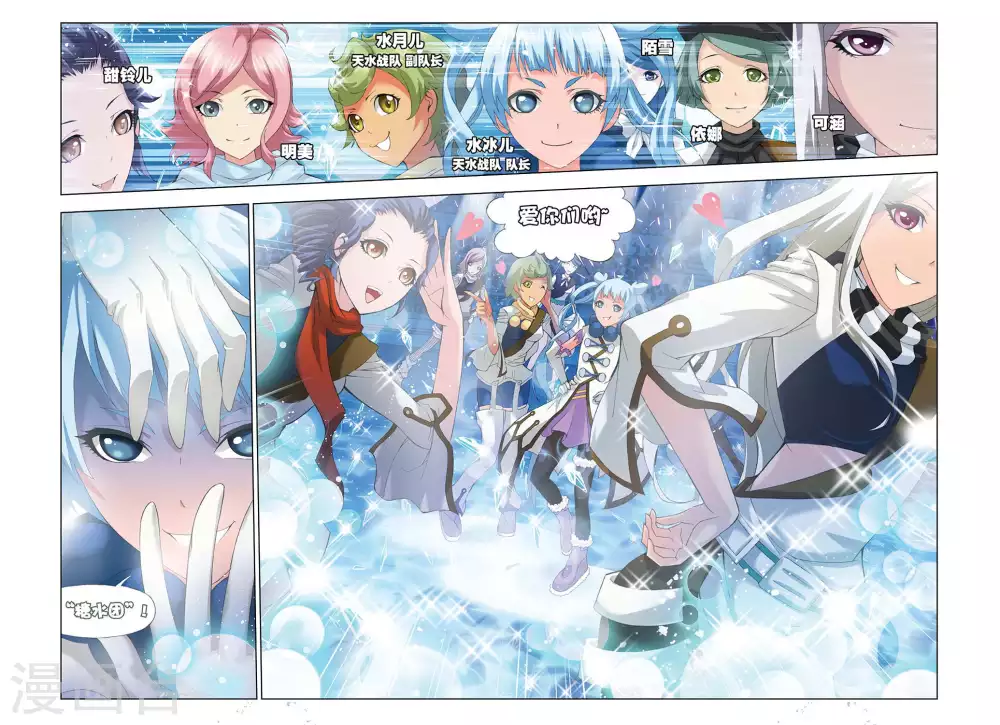 甜铃儿
明美
水月儿
天水战队 副队长
水冰儿
天水战队 队长
陌雪
依娜
可涵
爱你们哟~
“糖水团”！
漫画台